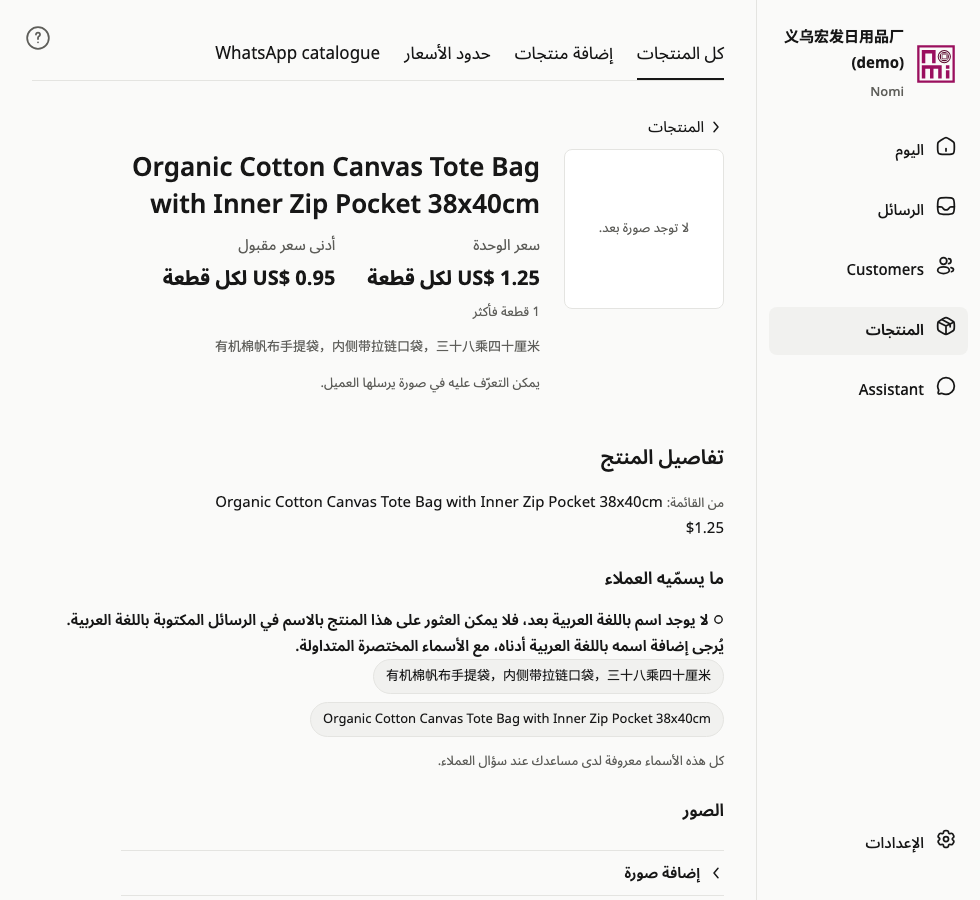 义乌宏发日用品厂
(demo)
Nomi
اليوم
الرسائل
Customers
المنتجات
Assistant
الإعدادات
كل المنتجات
إضافة منتجات
حدود الأسعار
WhatsApp catalogue
?
المنتجات
لا توجد صورة بعد.
Organic Cotton Canvas Tote Bag
with Inner Zip Pocket 38x40cm
سعر الوحدة
US$ 1.25 لكل قطعة
1 قطعة فأكثر
أدنى سعر مقبول
US$ 0.95 لكل قطعة
有机棉帆布手提袋，内侧带拉链口袋，三十八乘四十厘米
يمكن التعرّف عليه في صورة يرسلها العميل.
تفاصيل المنتج
من القائمة: Organic Cotton Canvas Tote Bag with Inner Zip Pocket 38x40cm
$1.25
ما يسمّيه العملاء
لا يوجد اسم باللغة العربية بعد، فلا يمكن العثور على هذا المنتج بالاسم في الرسائل المكتوبة باللغة العربية.
يُرجى إضافة اسمه باللغة العربية أدناه، مع الأسماء المختصرة المتداولة.
有机棉帆布手提袋，内侧带拉链口袋，三十八乘四十厘米
Organic Cotton Canvas Tote Bag with Inner Zip Pocket 38x40cm
كل هذه الأسماء معروفة لدى مساعدك عند سؤال العملاء.
الصور
إضافة صورة